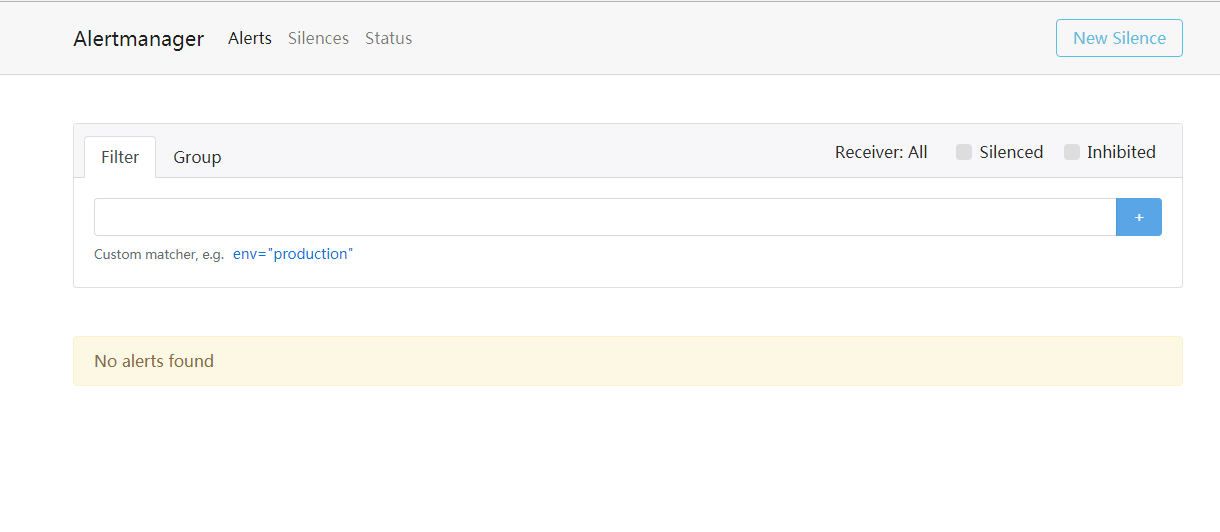 Alertmanager Alerts Silences Status New Silence
Filter Group Receiver: All Silenced Inhibited
+
Custom matcher, e.g. env="production"
No alerts found